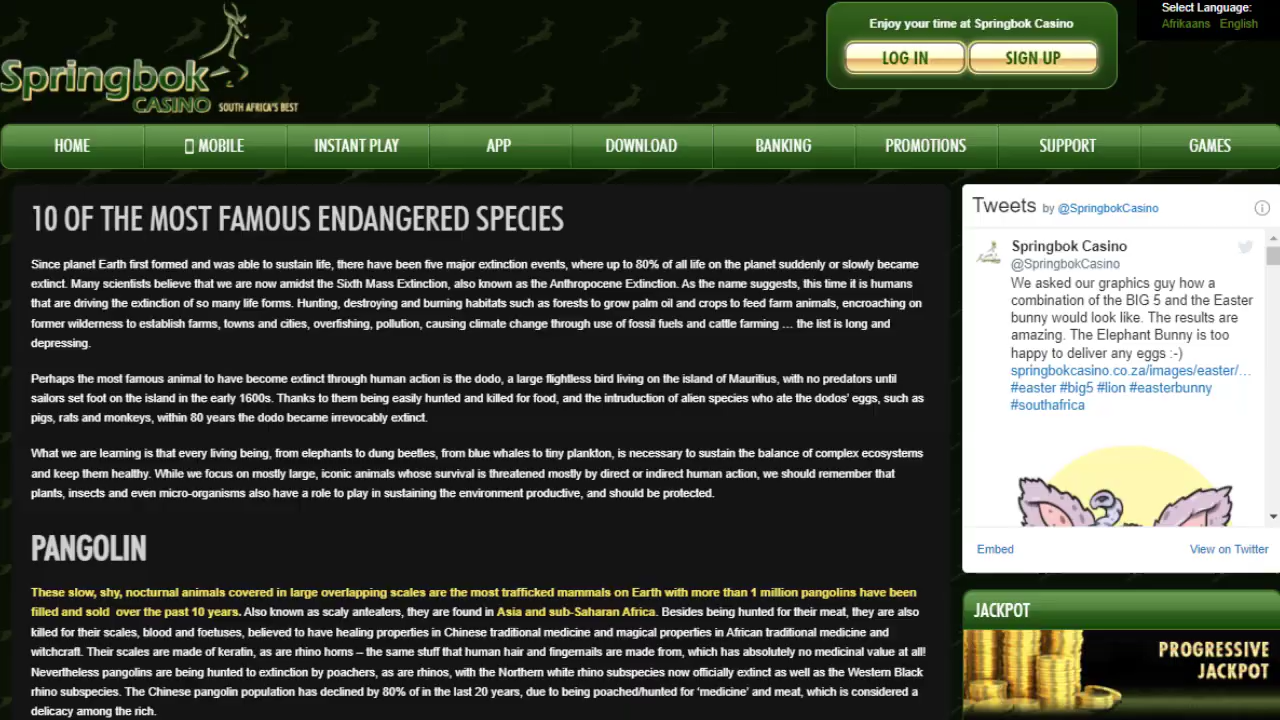 Springbok
CASINO SOUTH AFRICA'S BEST
Enjoy your time at Springbok Casino
LOG IN SIGN UP
Select Language:
Afrikaans English
HOME MOBILE INSTANT PLAY APP DOWNLOAD BANKING PROMOTIONS SUPPORT GAMES
10 OF THE MOST FAMOUS ENDANGERED SPECIES
Since planet Earth first formed and was able to sustain life, there have been five major extinction events, where up to 80% of all life on the planet suddenly or slowly became
extinct. Many scientists believe that we are now amidst the Sixth Mass Extinction, also known as the Anthropocene Extinction. As the name suggests, this time it is humans
that are driving the extinction of so many life forms. Hunting, destroying and burning habitats such as forests to grow palm oil and crops to feed farm animals, encroaching on
former wilderness to establish farms, towns and cities, overfishing, pollution, causing climate change through use of fossil fuels and cattle farming … the list is long and
depressing.
Perhaps the most famous animal to have become extinct through human action is the dodo, a large flightless bird living on the island of Mauritius, with no predators until
sailors set foot on the island in the early 1600s. Thanks to them being easily hunted and killed for food, and the intruduction of alien species who ate the dodos' eggs, such as
pigs, rats and monkeys, within 80 years the dodo became irrevocably extinct.
What we are learning is that every living being, from elephants to dung beetles, from blue whales to tiny plankton, is necessary to sustain the balance of complex ecosystems
and keep them healthy. While we focus on mostly large, iconic animals whose survival is threatened mostly by direct or indirect human action, we should remember that
plants, insects and even micro-organisms also have a role to play in sustaining the environment productive, and should be protected.
PANGOLIN
These slow, shy, nocturnal animals covered in large overlapping scales are the most trafficked mammals on Earth with more than 1 million pangolins have been
filled and sold over the past 10 years. Also known as scaly anteaters, they are found in Asia and sub-Saharan Africa. Besides being hunted for their meat, they are also
killed for their scales, blood and foetuses, believed to have healing properties in Chinese traditional medicine and magical properties in African traditional medicine and
witchcraft. Their scales are made of keratin, as are rhino horns – the same stuff that human hair and fingernails are made from, which has absolutely no medicinal value at all!
Nevertheless pangolins are being hunted to extinction by poachers, as are rhinos, with the Northern white rhino subspecies now officially extinct as well as the Western Black
rhino subspecies. The Chinese pangolin population has declined by 80% of in the last 20 years, due to being poached/hunted for 'medicine' and meat, which is considered a
delicacy among the rich.
Tweets by @SpringbokCasino
Springbok Casino
@SpringbokCasino
We asked our graphics guy how a
combination of the BIG 5 and the Easter
bunny would look like. The results are
amazing. The Elephant Bunny is too
happy to deliver any eggs :-)
springbokcasino.co.za/images/easter/…
#easter #big5 #lion #easterbunny
#southafrica
Embed View on Twitter
JACKPOT
PROGRESSIVE
JACKPOT